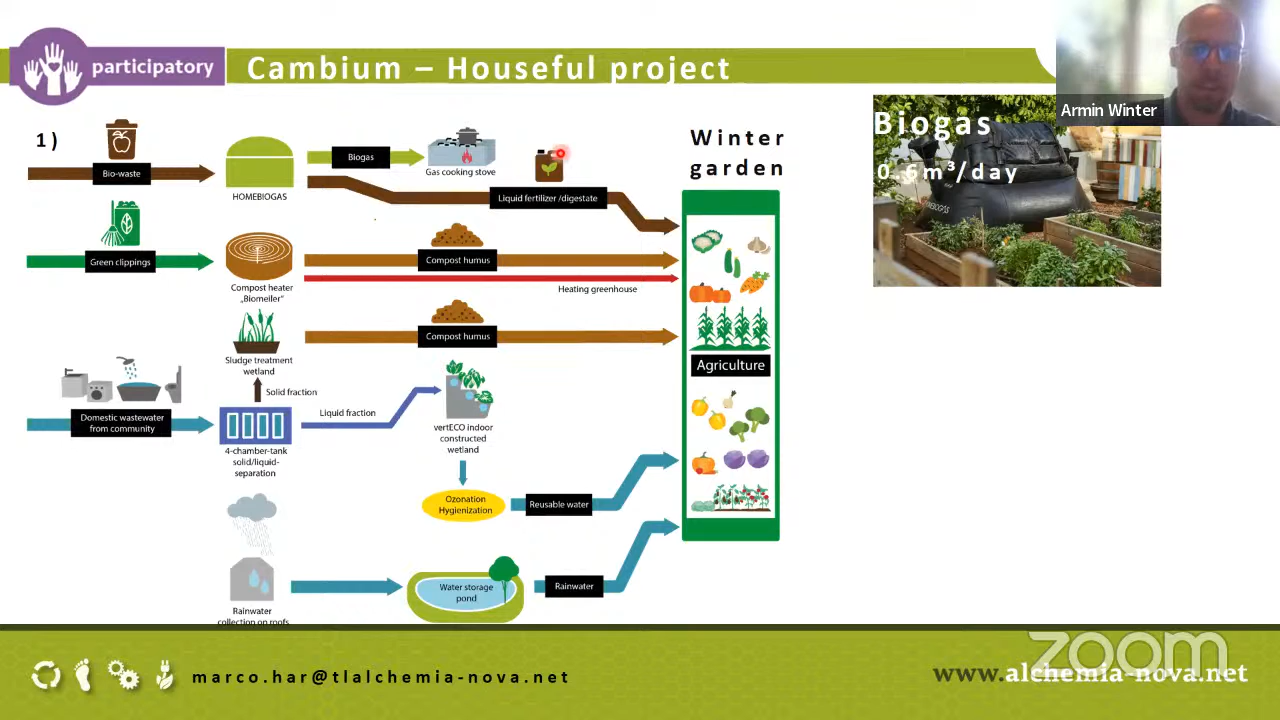 participatory
Cambium – Houseful project
Armin Winter
1)
Bio-waste
HOMEBIOGAS
Biogas
Gas cooking stove
Liquid fertilizer /digestate
Winter
garden
Biogas
0.6m³/day
Green clippings
Compost heater
„Biomeiler"
Compost humus
Heating greenhouse
Sludge treatment
wetland
Compost humus
Solid fraction
Domestic wastewater
from community
4-chamber-tank
solid/liquid-
separation
Liquid fraction
vertECO indoor
constructed
wetland
Ozonation
Hygienization
Reusable water
Agriculture
Rainwater
collection on roofs
Water storage
pond
Rainwater
marco.har@tlalchemia-nova.net
www.alchemia-nova.net
zoom